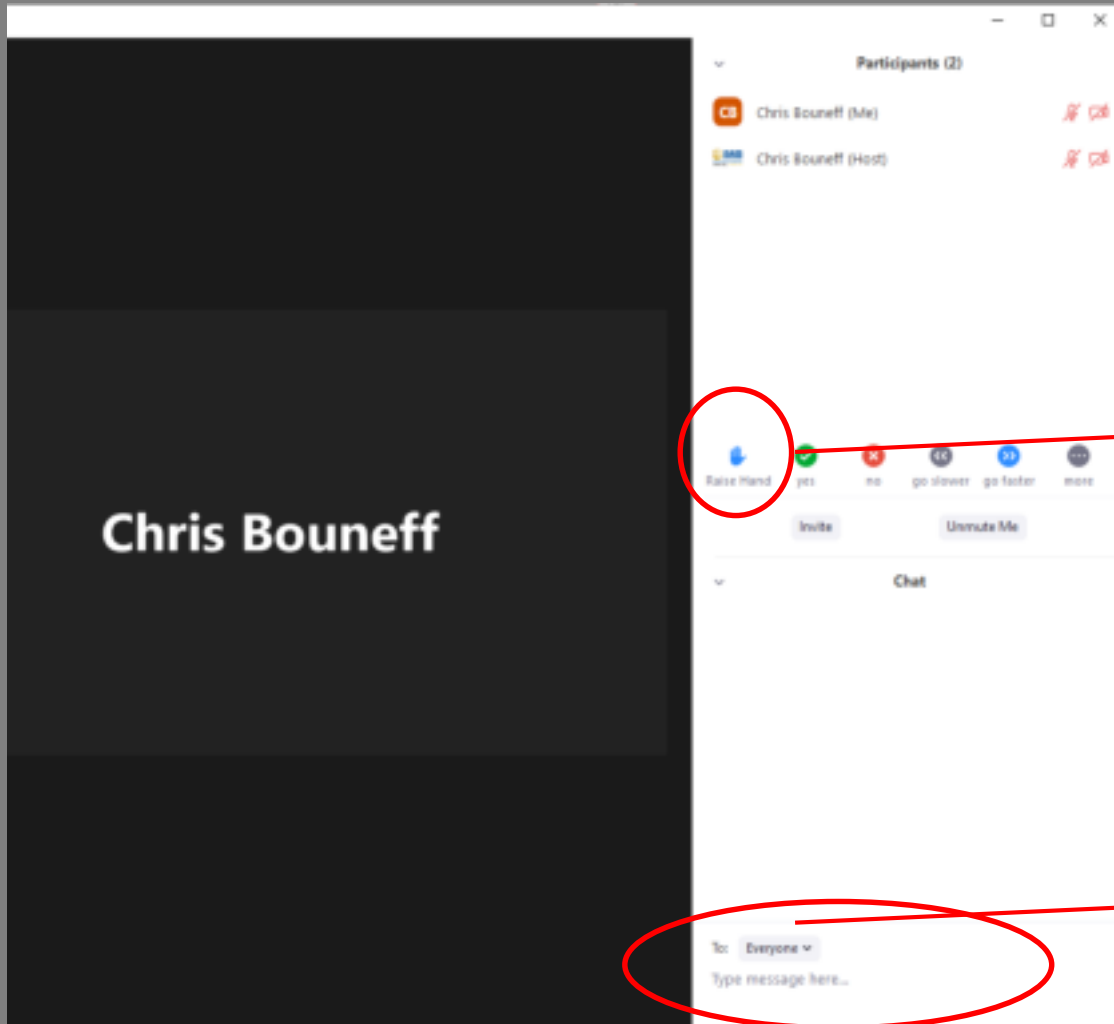 Participants (2)
CB Chris Bouneff (Me)
Chris Bouneff (Host)
Chris Bouneff
Raise Hand yes no go slower go faster more
Invite Unmute Me
Chat
To: Everyone
Type message here...